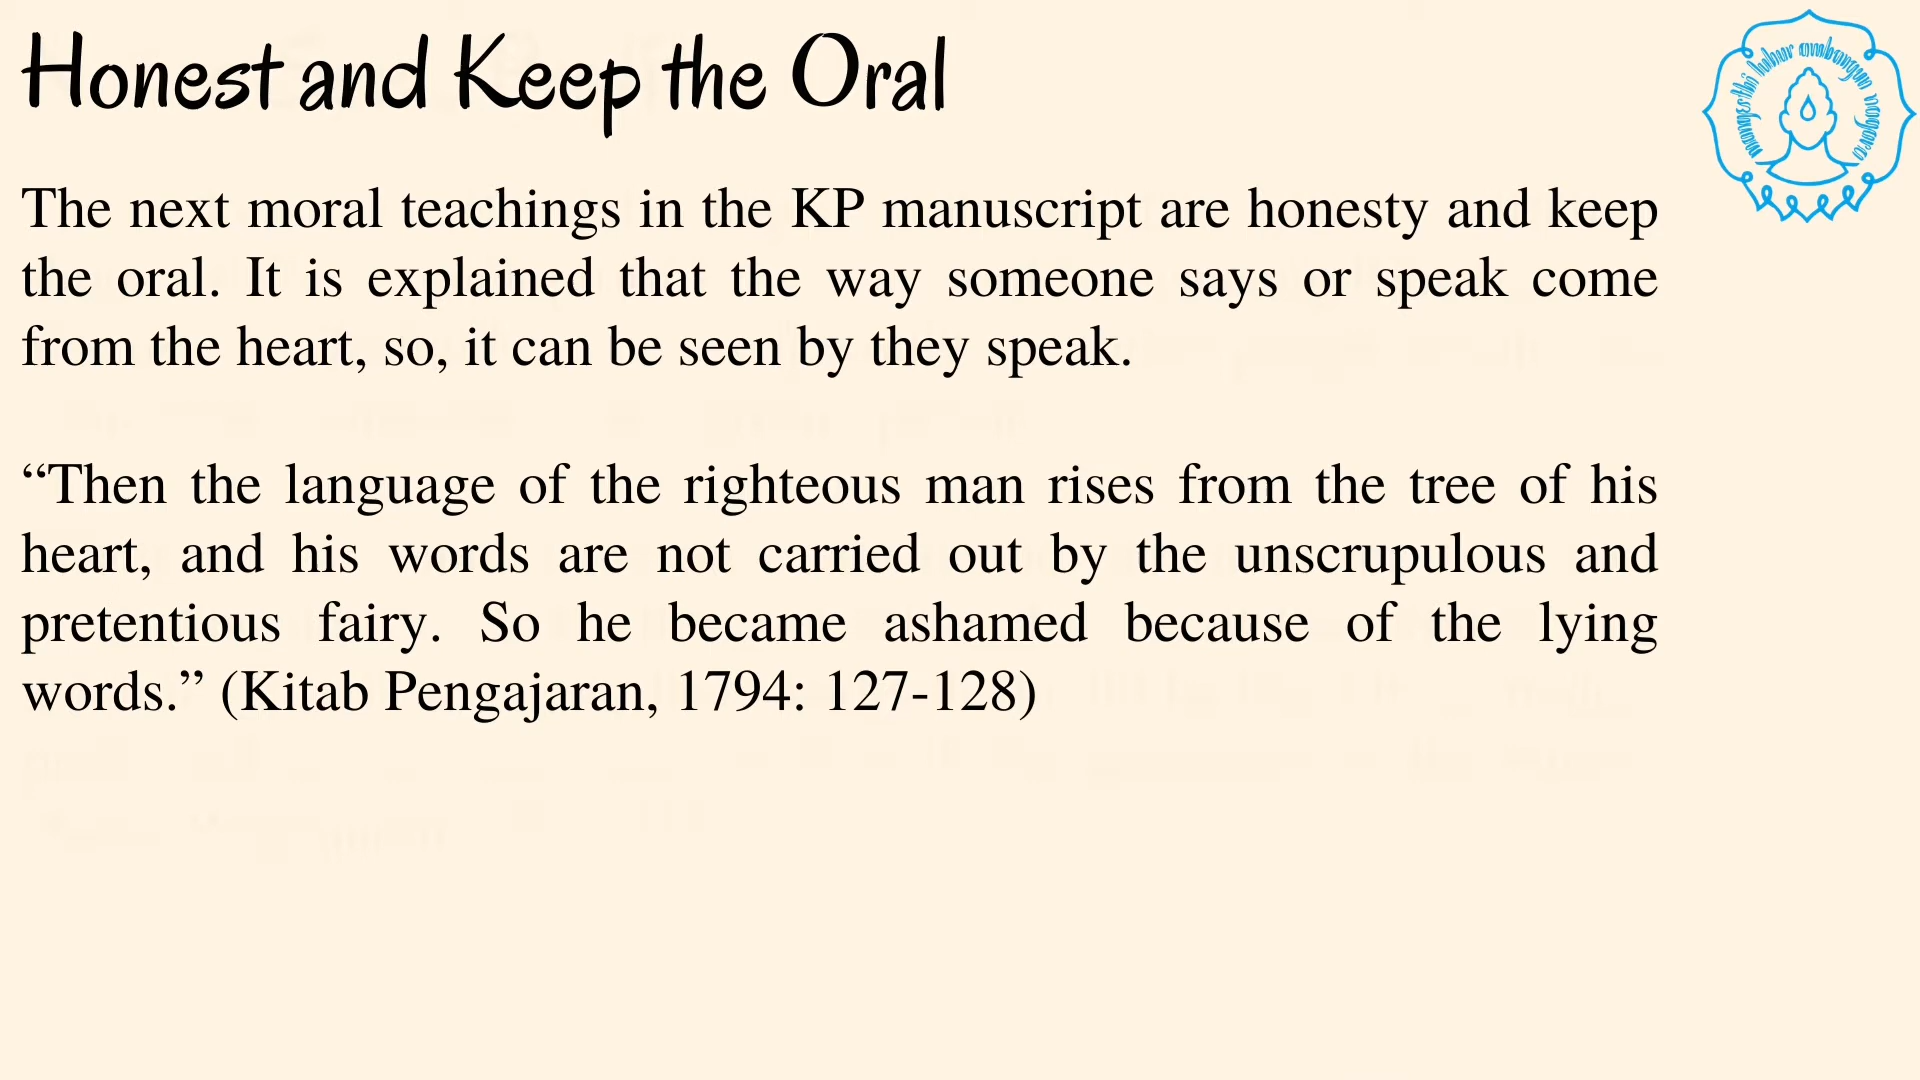 Honest and Keep the Oral
mangesthi luhur ambangun nagara
The next moral teachings in the KP manuscript are honesty and keep
the oral. It is explained that the way someone says or speak come
from the heart, so, it can be seen by they speak.
“Then the language of the righteous man rises from the tree of his
heart, and his words are not carried out by the unscrupulous and
pretentious fairy. So he became ashamed because of the lying
words.” (Kitab Pengajaran, 1794: 127-128)